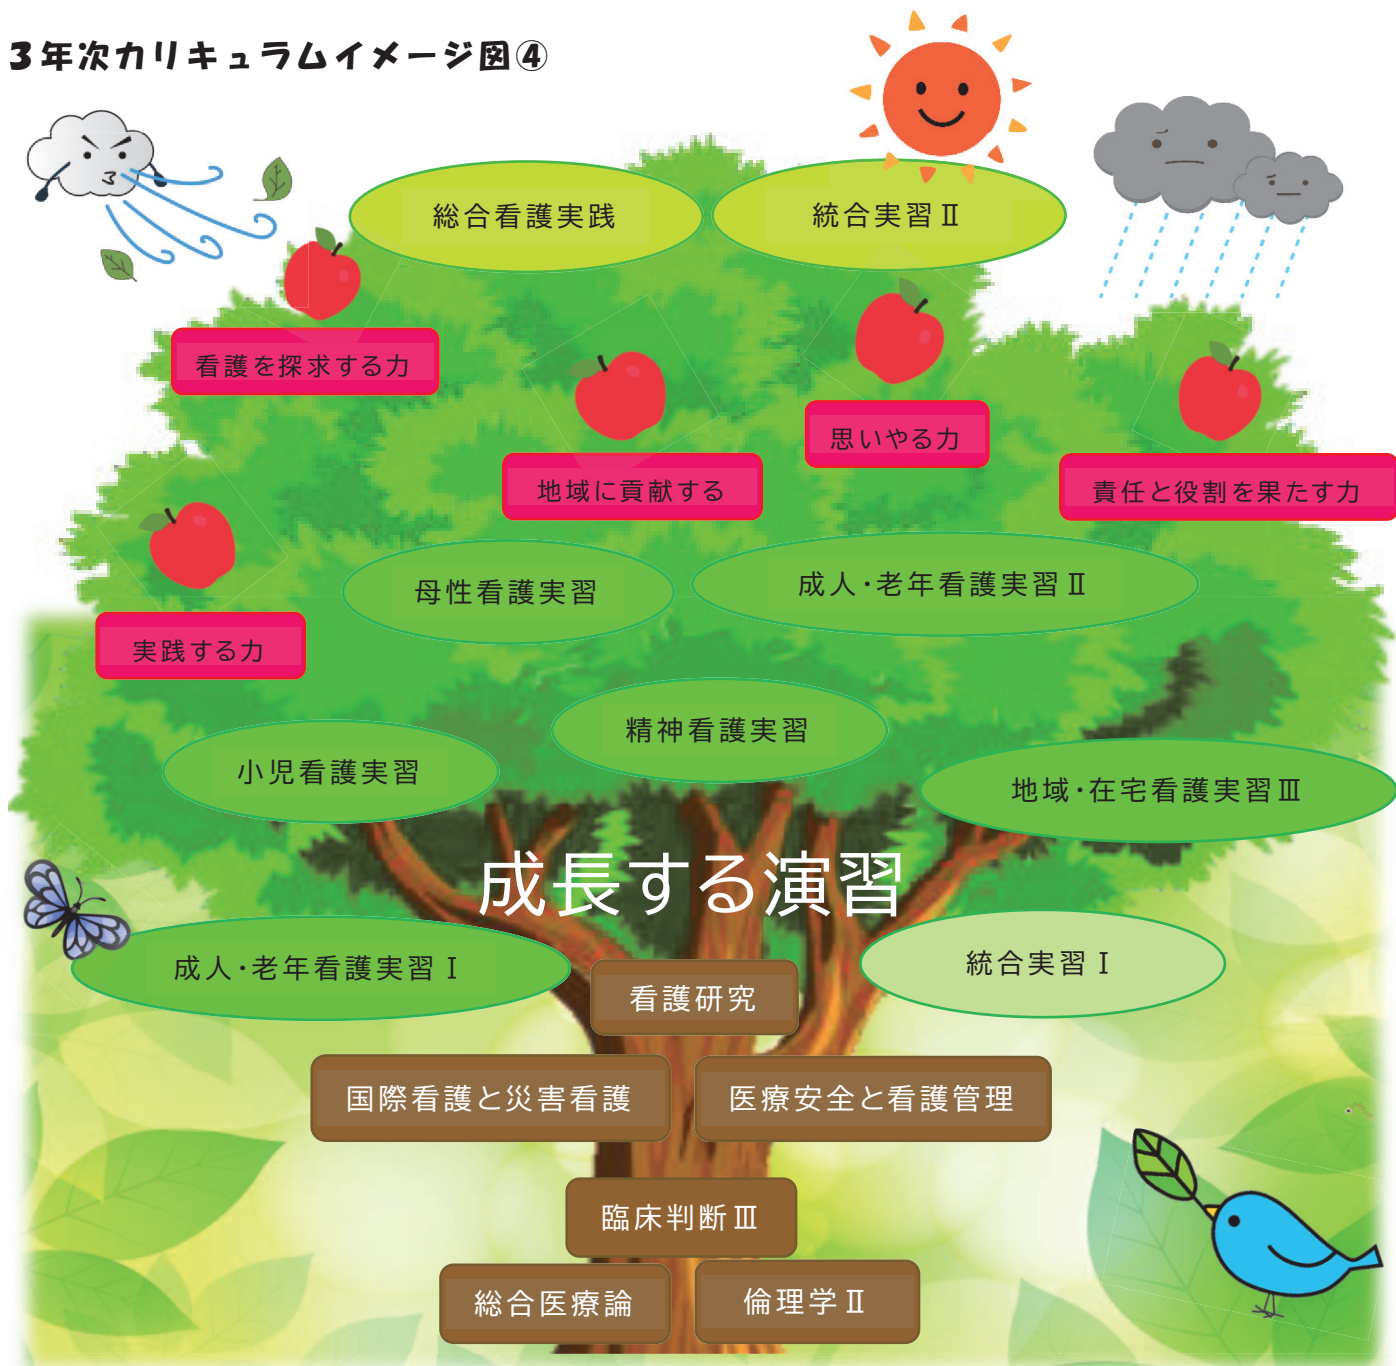 3年次カリキュラムイメージ図④
総合看護実践
統合実習Ⅱ
看護を探求する力
思いやる力
地域に貢献する
責任と役割を果たす力
母性看護実習
成人・老年看護実習Ⅱ
実践する力
精神看護実習
小児看護実習
地域・在宅看護実習Ⅲ
成長する演習
成人・老年看護実習Ⅰ
統合実習Ⅰ
看護研究
国際看護と災害看護
医療安全と看護管理
臨床判断Ⅲ
総合医療論
倫理学Ⅱ